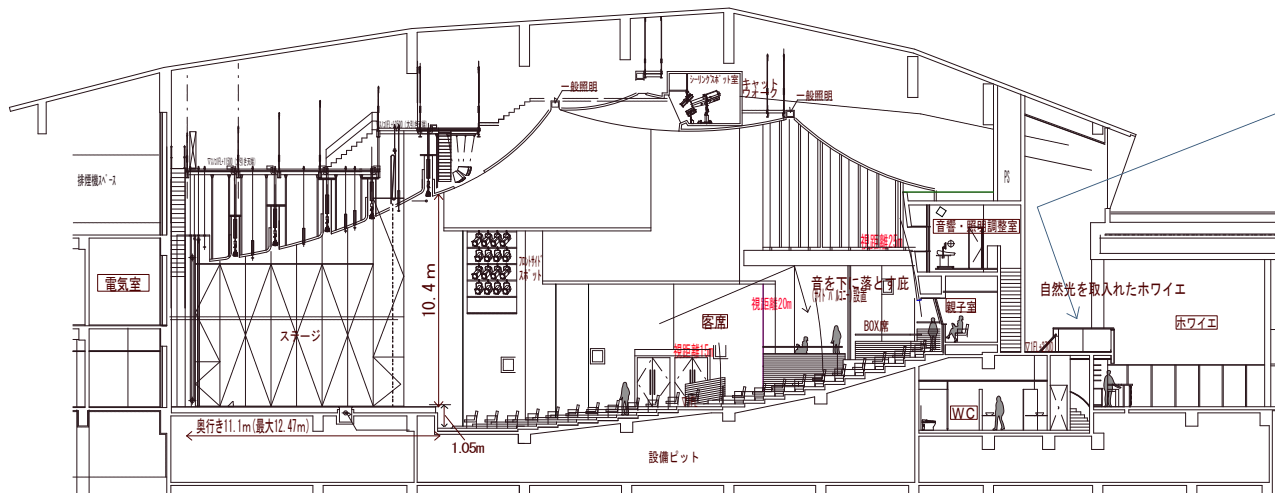 シーリングスポット室
キャット
ウォーク
一般照明
一般照明
排煙機スペース
PS
音響・照明調整室
視距離25m
電気室
フロントサイド
スポット
10.4m
音を下に落とす庇
自然光を取入れたホワイエ
視距離20m
親子室
ステージ
客席
BOX席
ホワイエ
視距離15m
WC
奥行き11.1m(最大12.47m)
1.05m
設備ピット